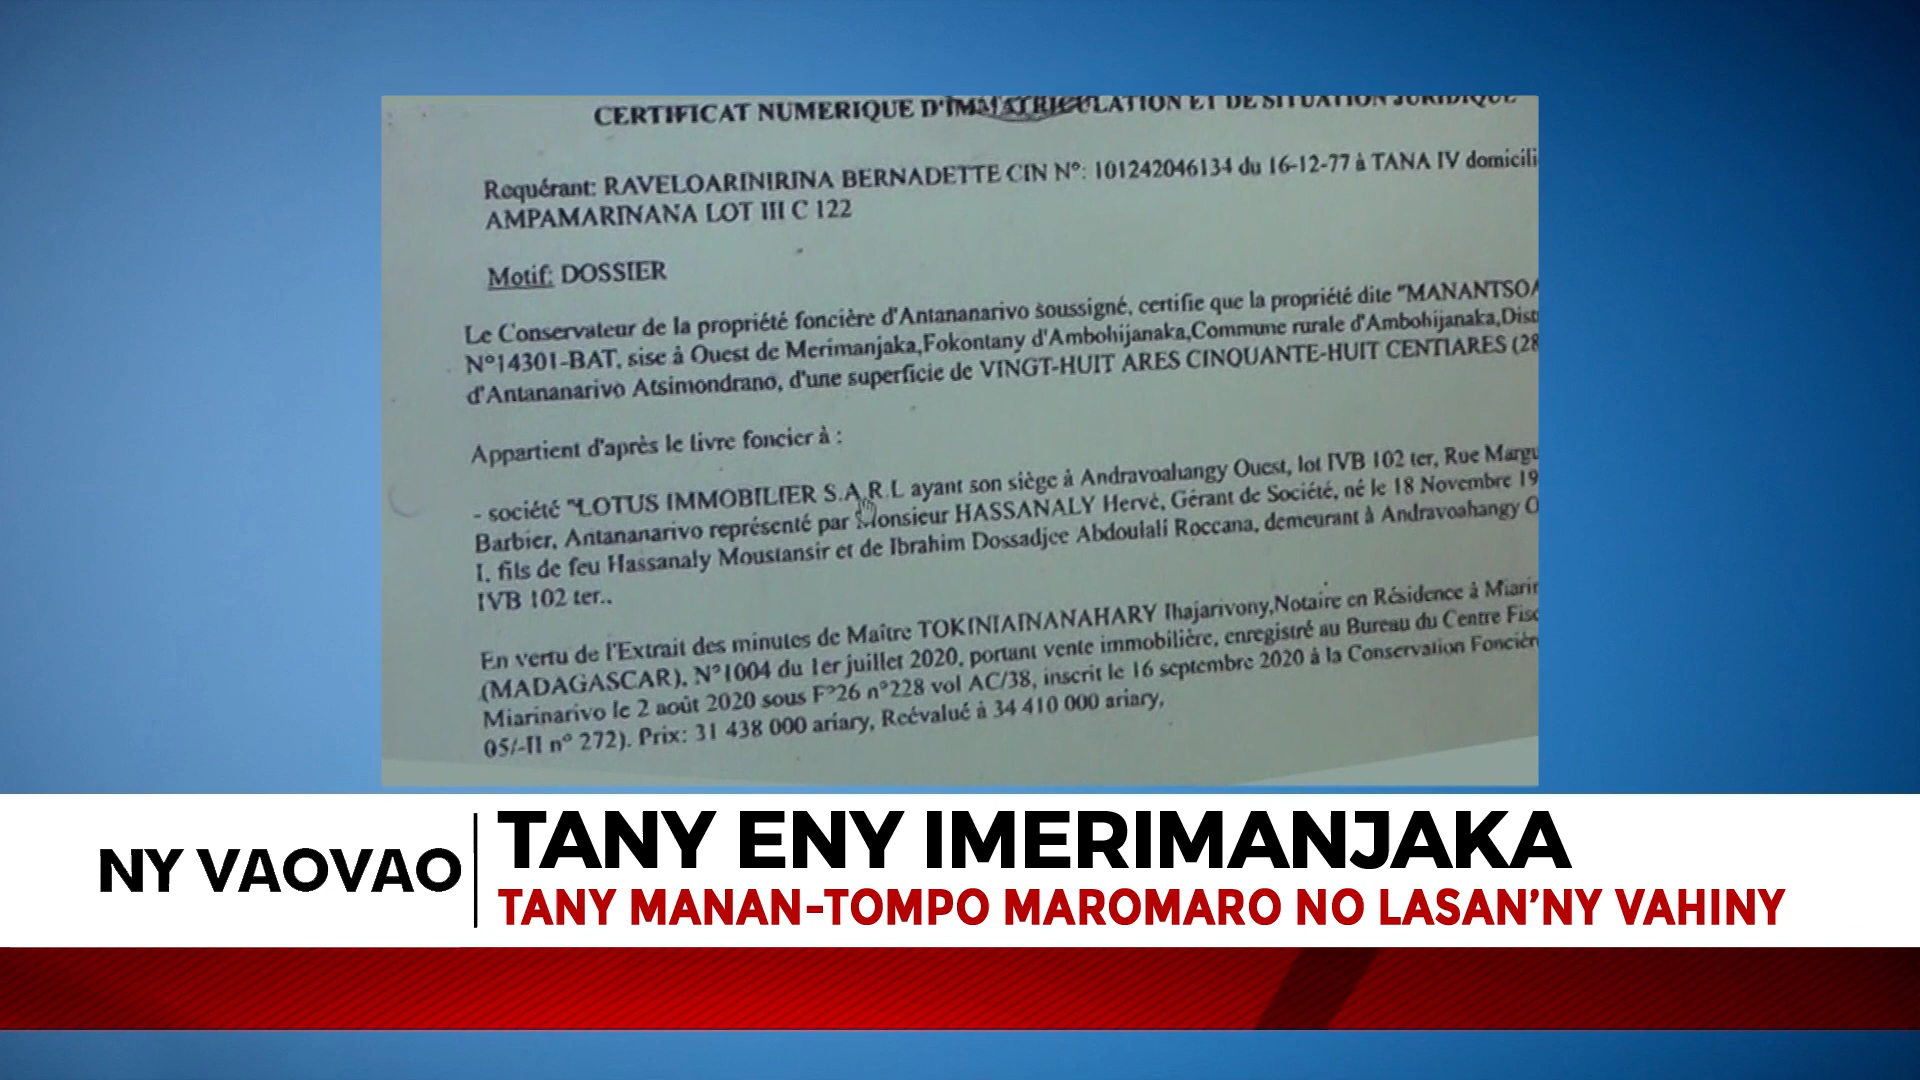 CERTIFICAT NUMERIQUE D'IMMATRICULATION ET DE SITUATION JURIDIQUE
Requérant: RAVELOARINIRINA BERNADETTE CIN N°: 101242046134 du 16-12-77 à TANA IV domicili
AMPAMARINANA LOT III C 122
Motif: DOSSIER
Le Conservateur de la propriété foncière d'Antananarivo soussigné, certifie que la propriété dite "MANANTSOA
N°14301-BAT, sise à Ouest de Merimanjaka,Fokontany d'Ambohijanaka,Commune rurale d'Ambohijanaka,Dist
d'Antananarivo Atsimondrano, d'une superficie de VINGT-HUIT ARES CINQUANTE-HUIT CENTIARES (28
Appartient d'après le livre foncier à :
- société "LOTUS IMMOBILIER S.A.R.L ayant son siège à Andravoahangy Ouest, lot IVB 102 ter, Rue Margu
Barbier, Antananarivo représenté par Monsieur HASSANALY Hervé, Gérant de Société, né le 18 Novembre 19
I, fils de feu Hassanaly Moustansir et de Ibrahim Dossadjee Abdoulali Roccana, demeurant à Andravoahangy O
IVB 102 ter..
En vertu de l'Extrait des minutes de Maître TOKINIAINANAHARY Ihajarivony,Notaire en Résidence à Miarin
(MADAGASCAR), N°1004 du 1er juillet 2020, portant vente immobilière, enregistré au Bureau du Centre Fisc
Miarinarivo le 2 août 2020 sous F°26 n°228 vol AC/38, inscrit le 16 septembre 2020 à la Conservation Foncièr
05/-II n° 272). Prix: 31 438 000 ariary, Reévalué à 34 410 000 ariary,
NY VAOVAO
TANY ENY IMERIMANJAKA
TANY MANAN-TOMPO MAROMARO NO LASAN'NY VAHINY